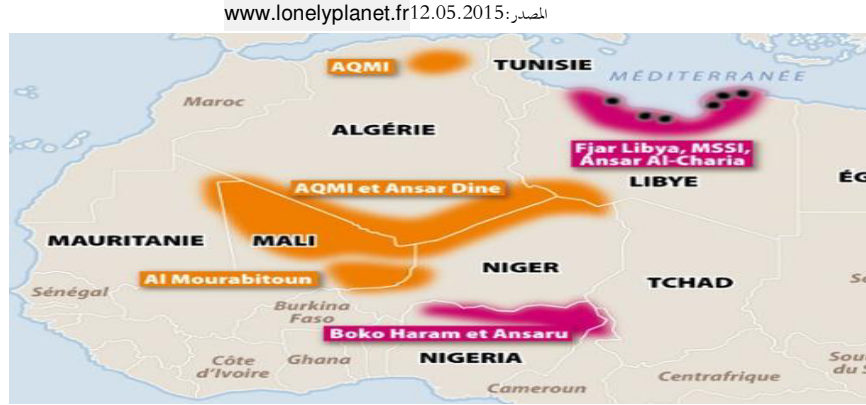 المصدر:12.05.2015www.lonelyplanet.fr
AQMI
TUNISIE
MÉDITERRANÉE
Maroc
ALGÉRIE
Fjar Libya, MSSI,
Ansar Al-Charia
AQMI et Ansar Dine
LIBYE
ÉG
MAURITANIE
MALI
NIGER
TCHAD
Al Mourabitoun
Sénégal
Burkina
Faso
Boko Haram et Ansaru
Côte
d'Ivoire
Ghana
NIGERIA
Cameroun
Centrafrique
Sou
du S